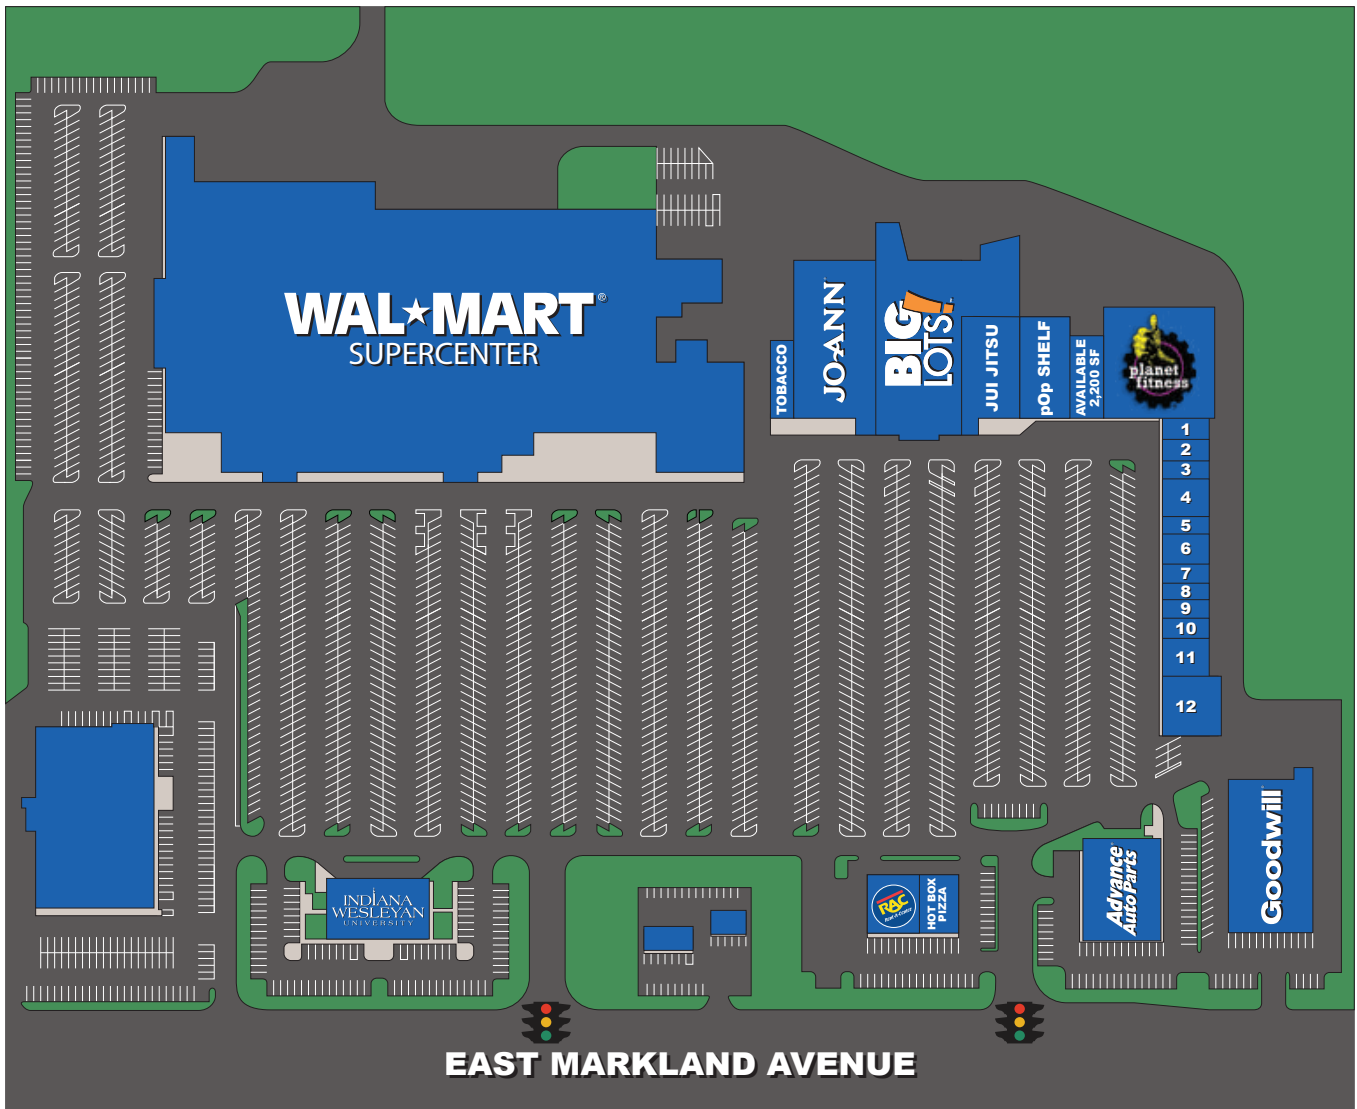 WAL★MART®
SUPERCENTER
TOBACCO
JO-ANN
BIG
LOTS
JUI JITSU
pOp SHELF
AVAILABLE
2,200 SF
planet
fitness
1
2
3
4
5
6
7
8
9
10
11
12
INDIANA
WESLEYAN
UNIVERSITY
RAC
HOT BOX
PIZZA
Advance
Auto Parts
Goodwill
EAST MARKLAND AVENUE